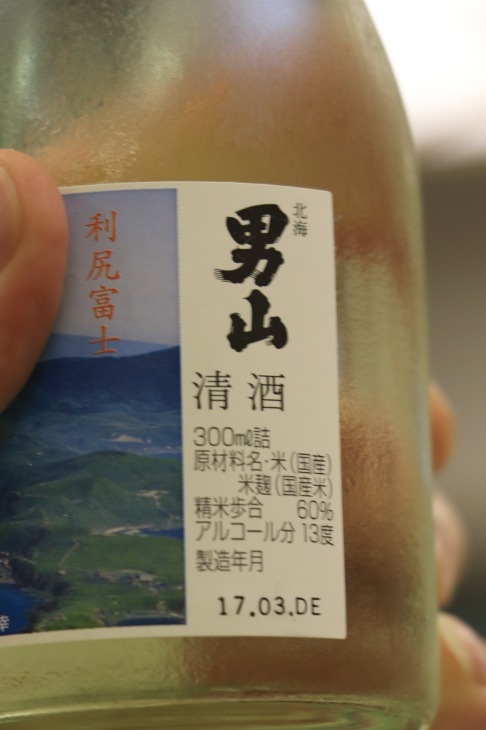 利尻富士
北海
男山
清酒
300ml詰
原材料名・米(国産)
米麹(国産米)
精米歩合 60%
アルコール分 13度
製造年月
17.03.DE
幸